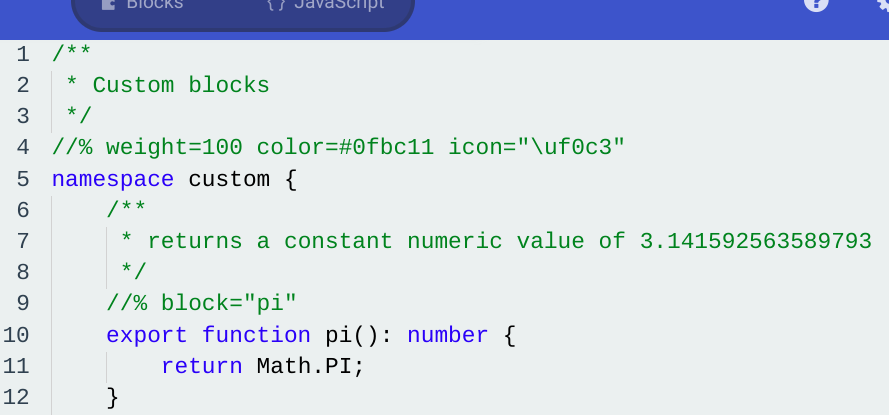 Blocks { } JavaScript ?
1 /**
2 * Custom blocks
3 */
4 //% weight=100 color=#0fbc11 icon="\uf0c3"
5 namespace custom {
6 /**
7 * returns a constant numeric value of 3.141592563589793
8 */
9 //% block="pi"
10 export function pi(): number {
11 return Math.PI;
12 }